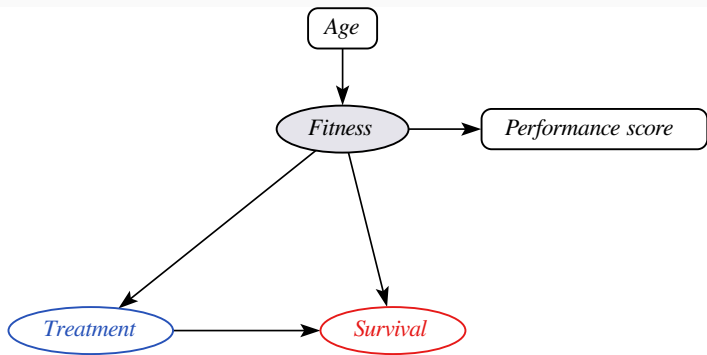 Age
Fitness
Performance score
Treatment
Survival